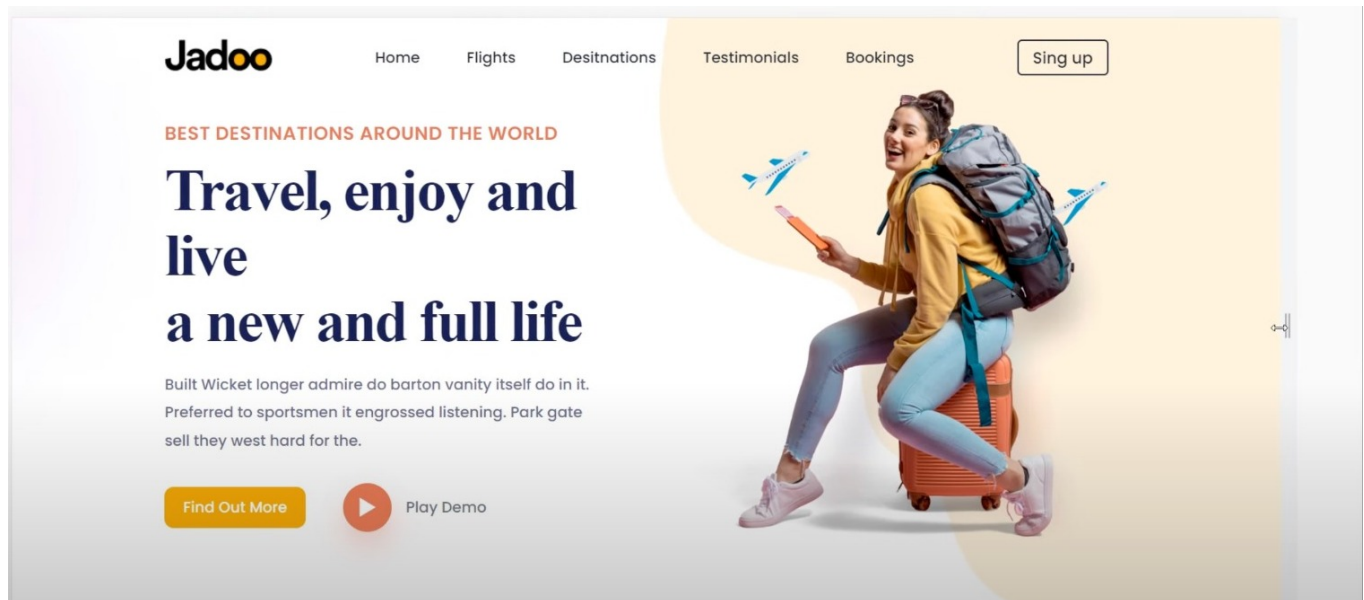 Jadoo
Home Flights Desitnations Testimonials Bookings Sing up
BEST DESTINATIONS AROUND THE WORLD
Travel, enjoy and
live
a new and full life
Built Wicket longer admire do barton vanity itself do in it.
Preferred to sportsmen it engrossed listening. Park gate
sell they west hard for the.
Find Out More Play Demo